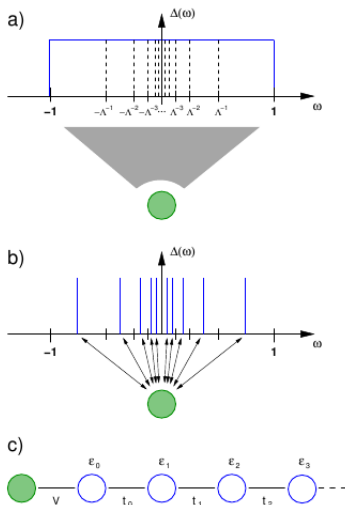 a)
Δ(ω)
-1 -Λ⁻¹ -Λ⁻² -Λ⁻³ ... Λ⁻³ Λ⁻² Λ⁻¹ 1 ω
b)
Δ(ω)
-1 1 ω
c)
ε₀ ε₁ ε₂ ε₃
V t₀ t₁ t₂